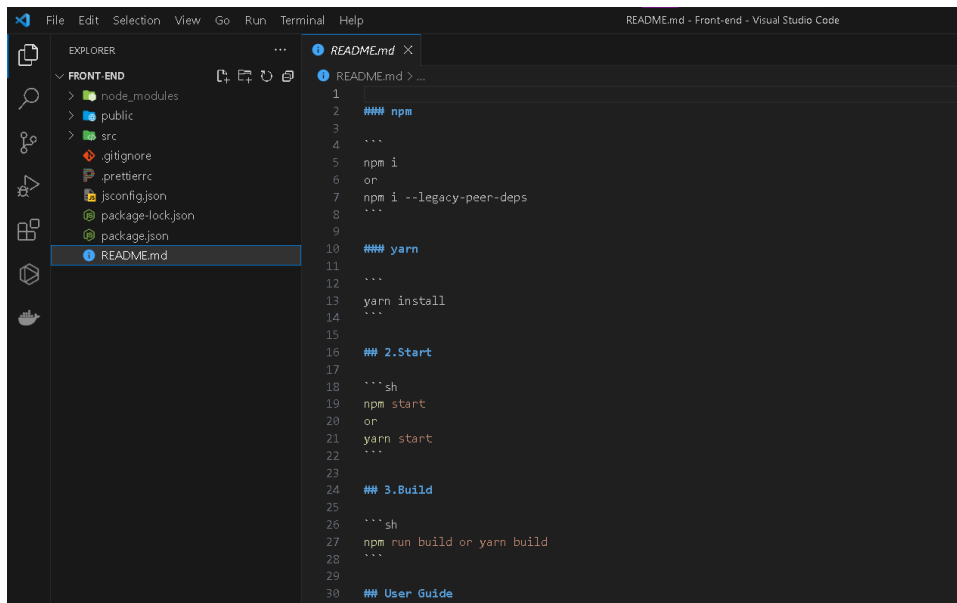 File Edit Selection View Go Run Terminal Help README.md - Front-end - Visual Studio Code
EXPLORER ...
FRONT-END
node_modules
public
src
.gitignore
.prettierrc
jsconfig.json
package-lock.json
package.json
README.md
README.md
README.md > ...
1
2 ### npm
3
4 ```
5 npm i
6 or
7 npm i --legacy-peer-deps
8 ```
9
10 ### yarn
11
12 ```
13 yarn install
14 ```
15
16 ## 2.Start
17
18 ```sh
19 npm start
20 or
21 yarn start
22 ```
23
24 ## 3.Build
25
26 ```sh
27 npm run build or yarn build
28 ```
29
30 ## User Guide